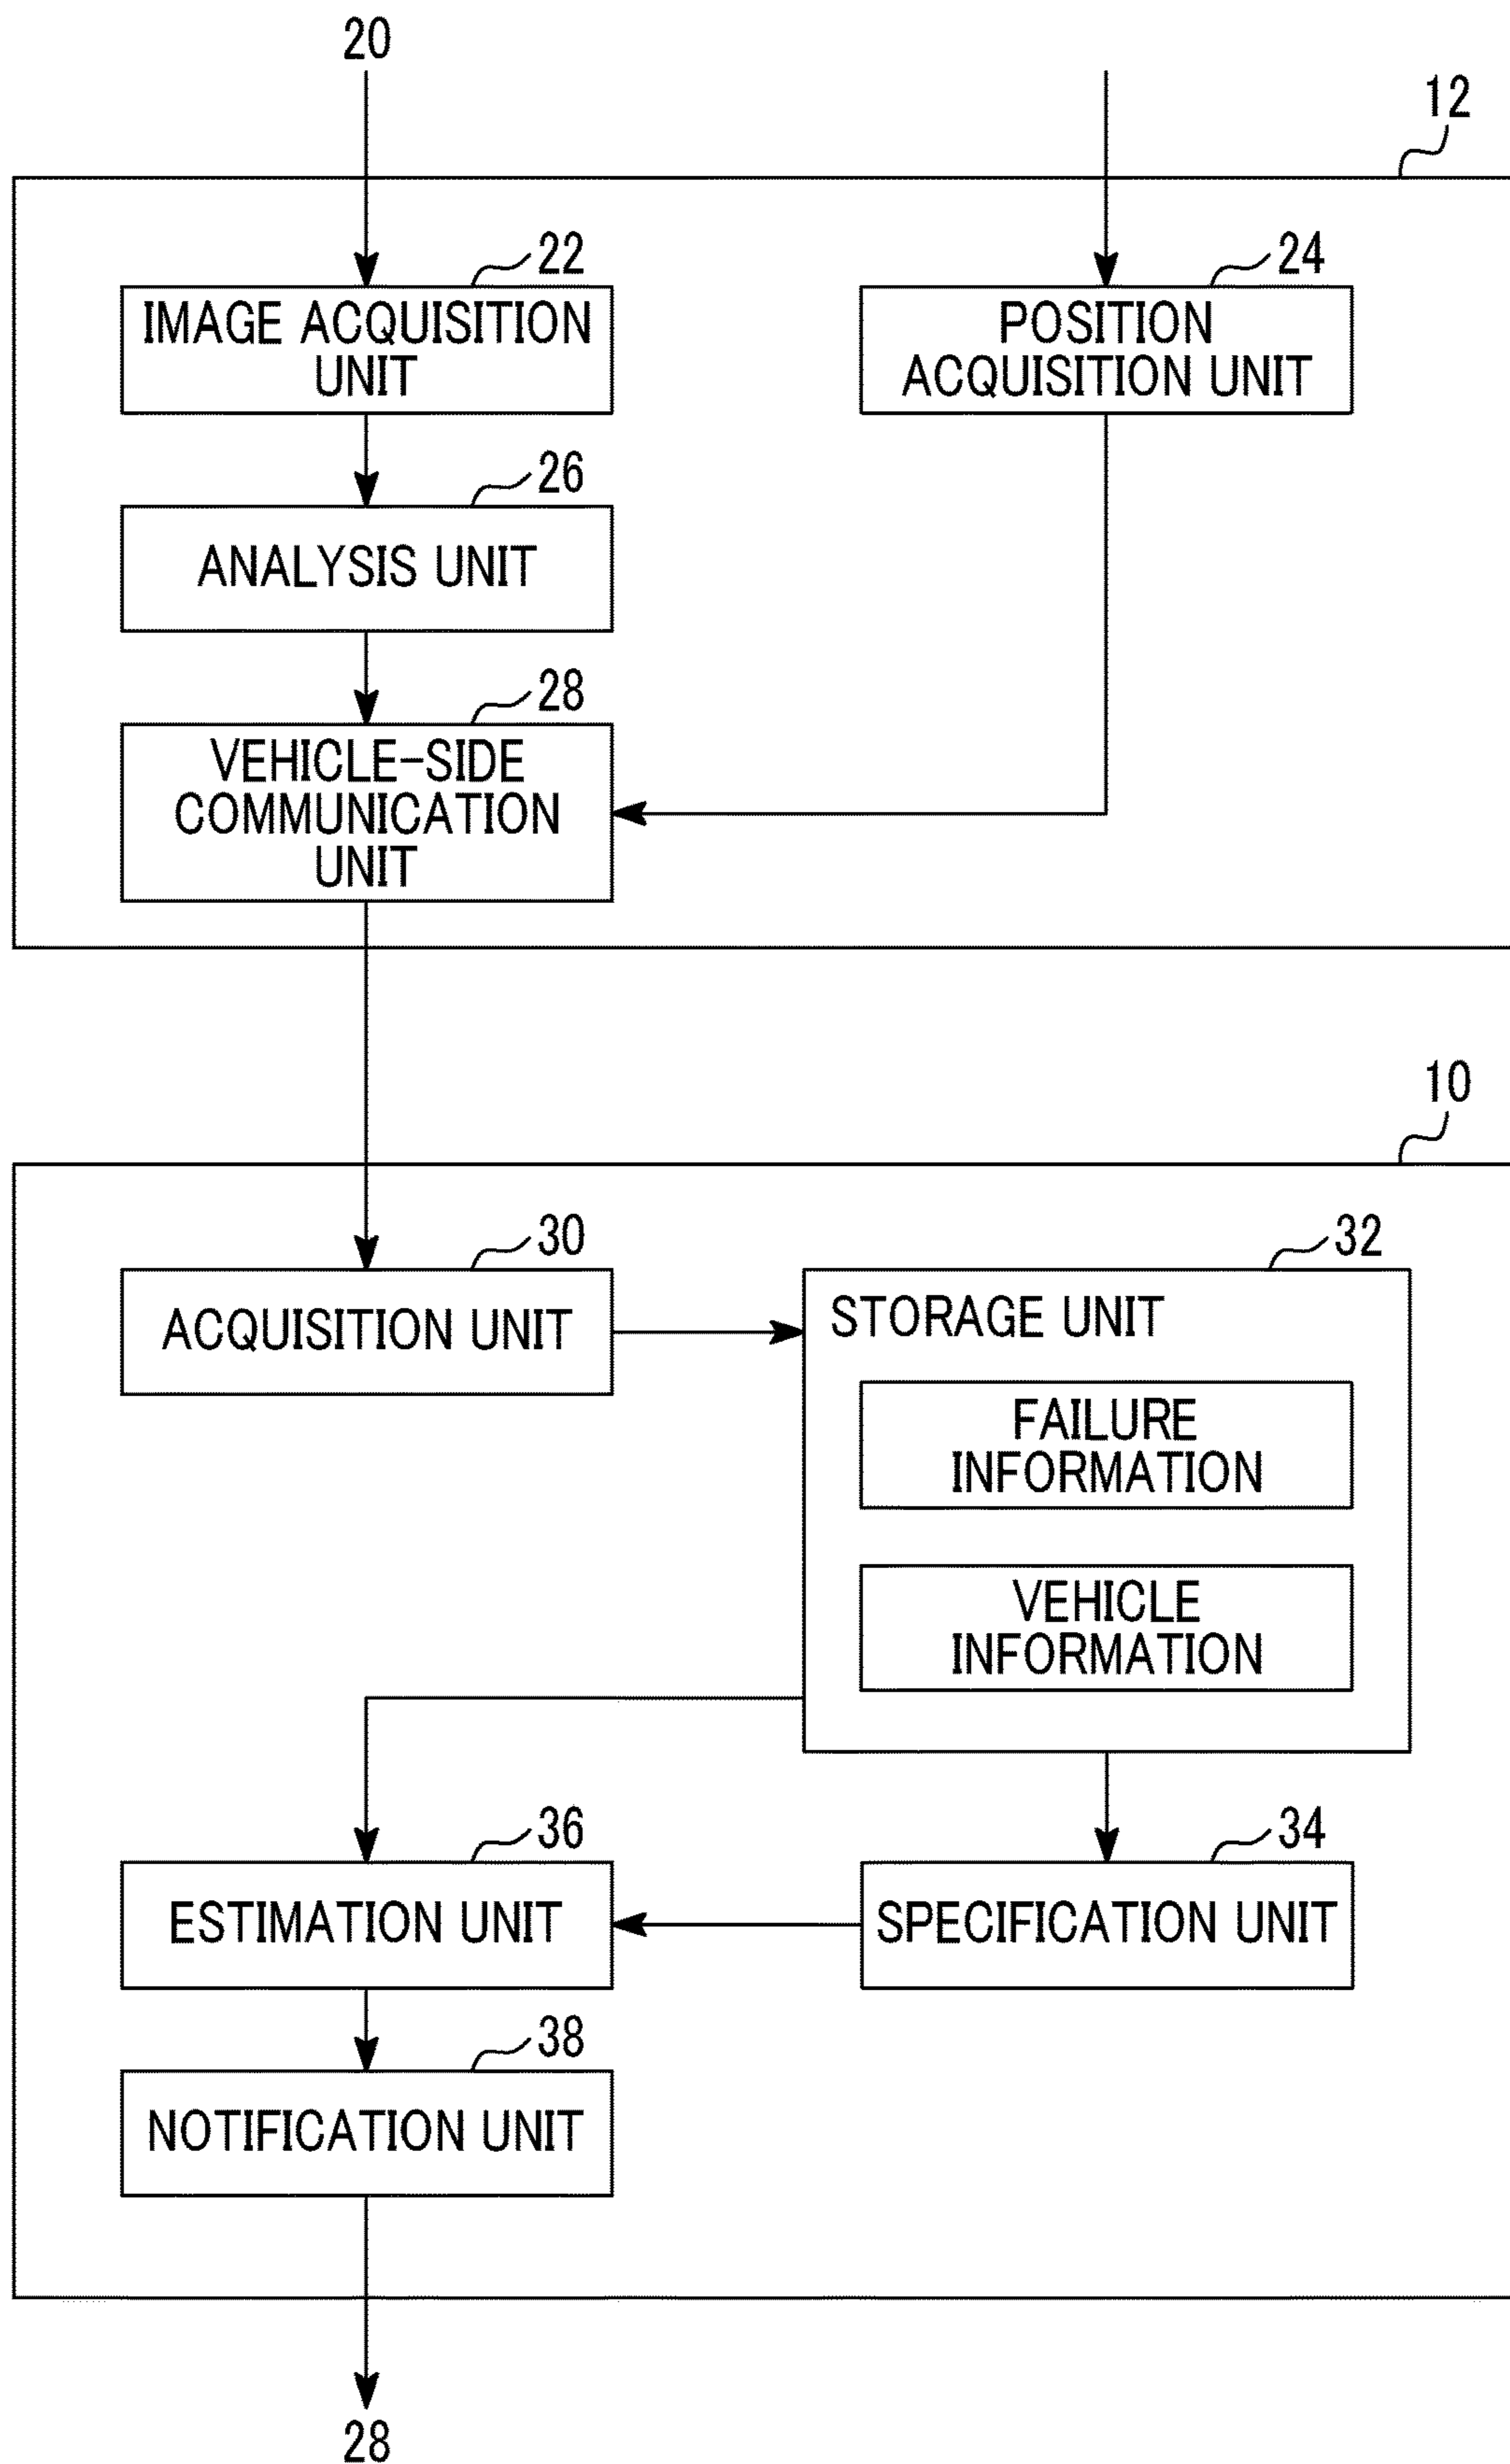 20
12
22
IMAGE ACQUISITION
UNIT
24
POSITION
ACQUISITION UNIT
26
ANALYSIS UNIT
28
VEHICLE-SIDE
COMMUNICATION
UNIT
10
30
ACQUISITION UNIT
32
STORAGE UNIT
FAILURE
INFORMATION
VEHICLE
INFORMATION
36
ESTIMATION UNIT
34
SPECIFICATION UNIT
38
NOTIFICATION UNIT
28